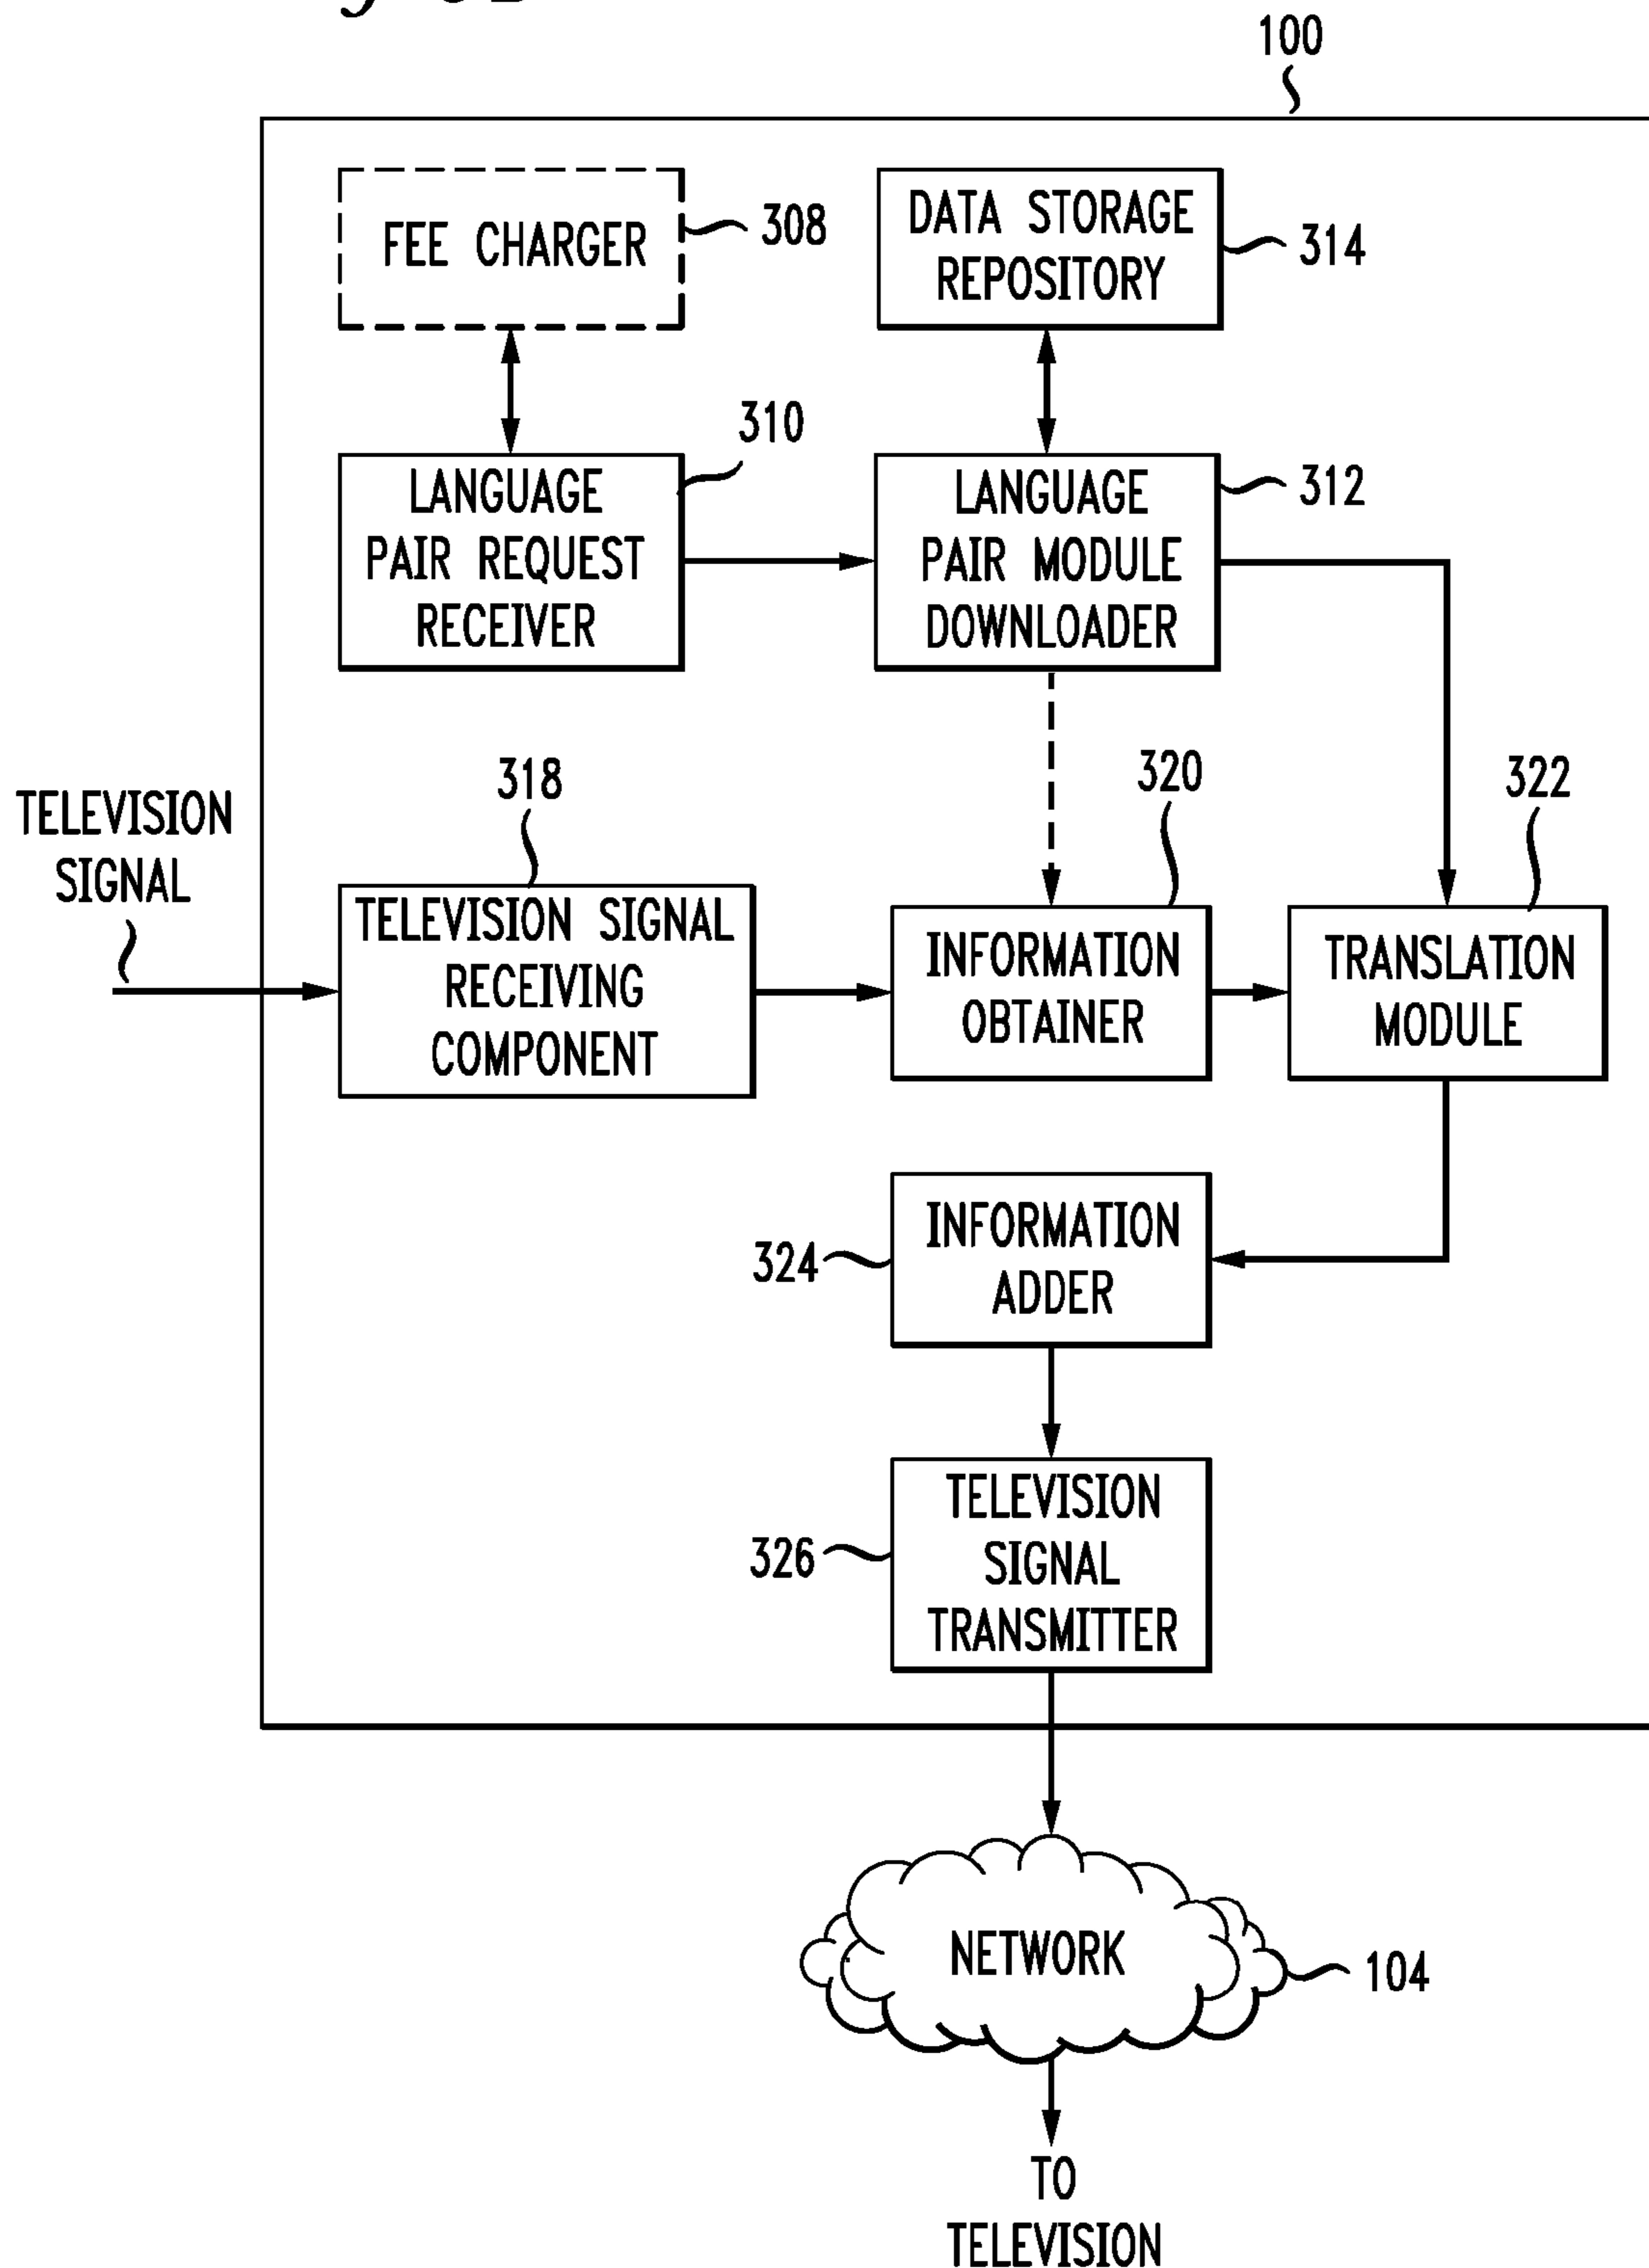 100
FEE CHARGER
308
DATA STORAGE
REPOSITORY
314
310
LANGUAGE
PAIR REQUEST
RECEIVER
LANGUAGE
PAIR MODULE
DOWNLOADER
312
TELEVISION
SIGNAL
318
TELEVISION SIGNAL
RECEIVING
COMPONENT
320
INFORMATION
OBTAINER
322
TRANSLATION
MODULE
324
INFORMATION
ADDER
326
TELEVISION
SIGNAL
TRANSMITTER
NETWORK
104
TO
TELEVISION